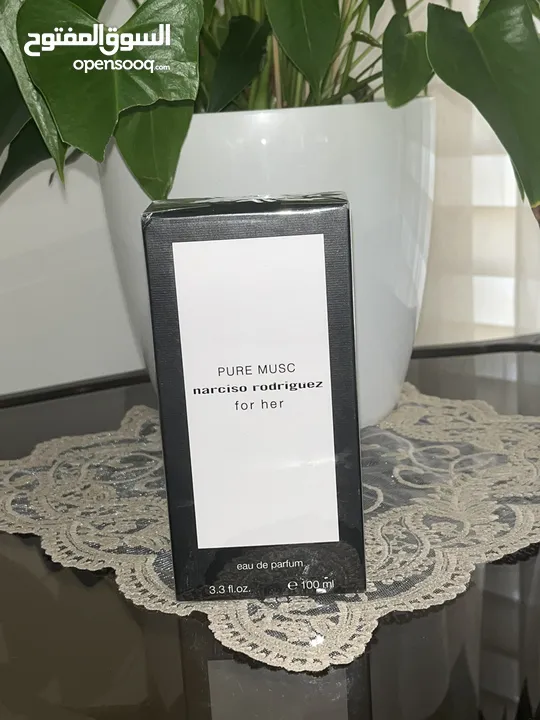 السوق المفتوح
opensooq.com
PURE MUSC
narciso rodriguez
for her
eau de parfum
3.3 fl.oz. ℮ 100 ml